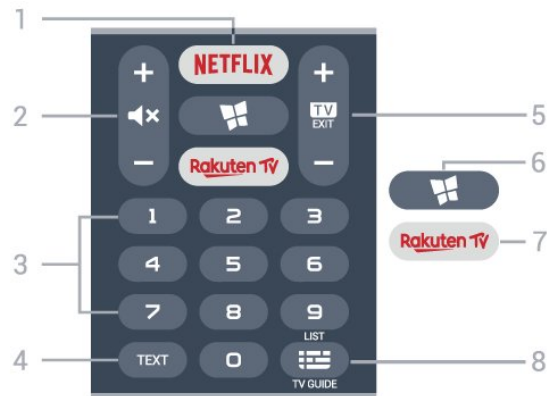 1
NETFLIX
+ +
2
TV
EXIT
5
6
− −
Rakuten TV
Rakuten TV
7
1 2 3
3
4 5 6
7 8 9
LIST
4
TEXT 0
8
TV GUIDE